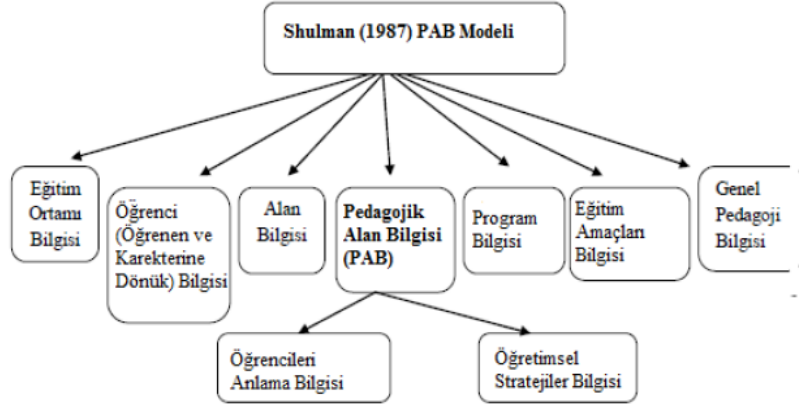 Shulman (1987) PAB Modeli
Eğitim
Ortamı
Bilgisi
Öğrenci
(Öğrenen ve
Karekterine
Dönük) Bilgisi
Alan
Bilgisi
Pedagojik
Alan Bilgisi
(PAB)
Program
Bilgisi
Eğitim
Amaçları
Bilgisi
Genel
Pedagoji
Bilgisi
Öğrencileri
Anlama Bilgisi
Öğretimsel
Stratejiler Bilgisi